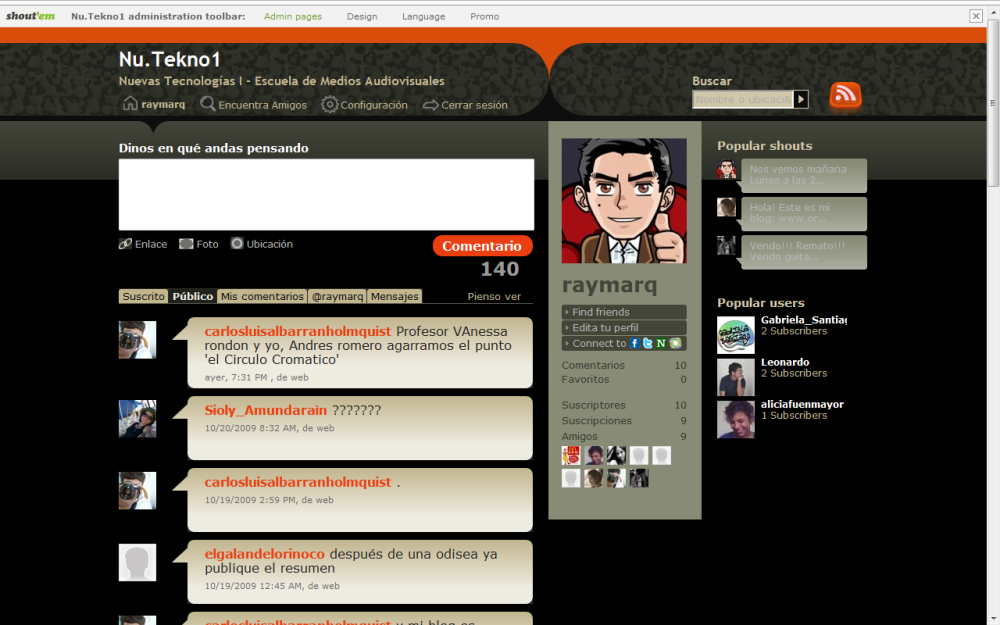 shout'em Nu.Tekno1 administration toolbar: Admin pages Design Language Promo
Nu.Tekno1
Nuevas Tecnologías I - Escuela de Medios Audiovisuales
raymarq Encuentra Amigos Configuración Cerrar sesión
Buscar
Nombre o ubicació
Dinos en qué andas pensando
Enlace Foto Ubicación
Comentario
140
Suscrito Público Mis comentarios @raymarq Mensajes Pienso ver
carlosluisalbarranholmquist Profesor VAnessa
rondon y yo, Andres romero agarramos el punto
'el Circulo Cromatico'
ayer, 7:31 PM , de web
Sioly_Amundarain ???????
10/20/2009 8:32 AM, de web
carlosluisalbarranholmquist .
10/19/2009 2:59 PM, de web
elgalandelorinoco después de una odisea ya
publique el resumen
10/19/2009 12:45 AM, de web
carlosluisalbarranholmquist y mi blog es
raymarq
Find friends
Edita tu perfil
Connect to
Comentarios 10
Favoritos 0
Suscriptores 10
Suscripciones 9
Amigos 9
Popular shouts
Nos vemos mañana
Lunes a las 2...
Hola! Este es mi
blog: www.or...
Vendo!!! Remato!!!
Vendo guita...
Popular users
Gabriela_Santiag
2 Subscribers
Leonardo
2 Subscribers
aliciafuenmayor
1 Subscribers